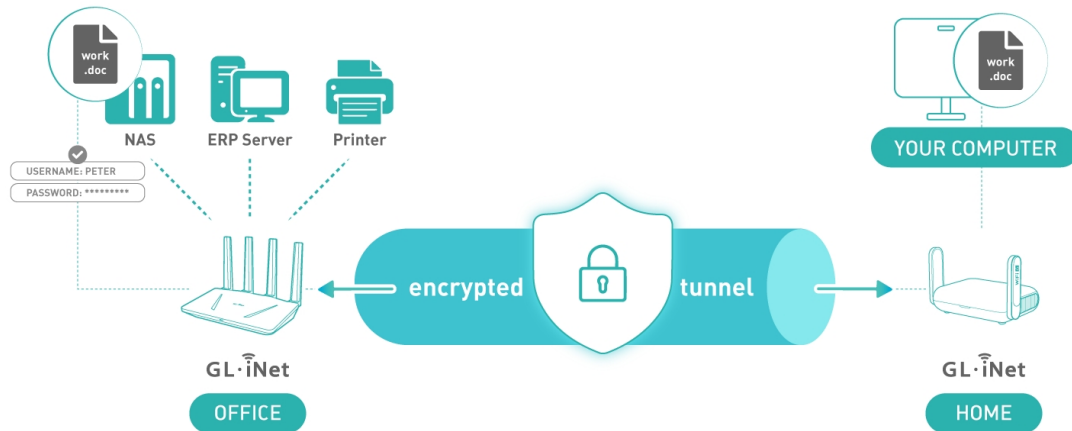 work
.doc
NAS
ERP Server
Printer
USERNAME: PETER
PASSWORD: *********
work
.doc
YOUR COMPUTER
encrypted
tunnel
GL·iNet
OFFICE
GL·iNet
HOME